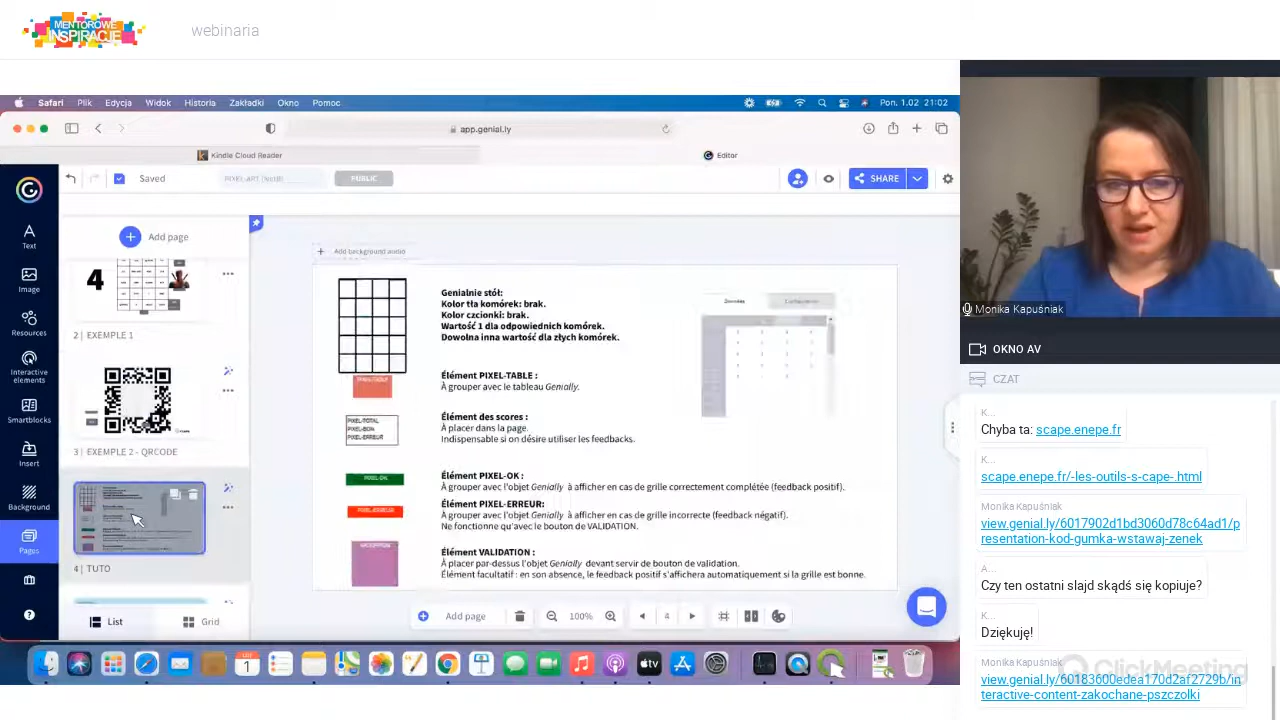 MENTOROWE
INSPIRACJE
webinaria
Safari Plik Edycja Widok Historia Zakładki Okno Pomoc
Pon. 1.02 21:02
app.genial.ly
Kindle Cloud Reader
Editor
Saved
PUBLIC
SHARE
Text
Image
Resources
Interactive
elements
Smartblocks
Insert
Background
Pages
Add page
4
2 | EXEMPLE 1
3 | EXEMPLE 2 - QRCODE
4 | TUTO
List
Grid
Add background audio
Genialnie stół:
Kolor tła komórek: brak.
Kolor czcionki: brak.
Wartość 1 dla odpowiednich komórek.
Dowolna inna wartość dla złych komórek.
Élément PIXEL-TABLE :
À grouper avec le tableau Genially.
PIXEL-TOTAL
PIXEL-BON
PIXEL-ERREUR
Élément des scores :
À placer dans la page.
Indispensable si on désire utiliser les feedbacks.
PIXEL-OK
Élément PIXEL-OK :
À grouper avec l'objet Genially à afficher en cas de grille correctement complétée (feedback positif).
PIXEL-ERREUR
Élément PIXEL-ERREUR:
À grouper avec l'objet Genially à afficher en cas de grille incorrecte (feedback négatif).
Ne fonctionne qu'avec le bouton de VALIDATION.
Élément VALIDATION :
À placer par-dessus l'objet Genially devant servir de bouton de validation.
Élément facultatif : en son absence, le feedback positif s'affichera automatiquement si la grille est bonne.
Données
Add page
100%
4
Monika Kapuśniak
OKNO AV
CZAT
K...
Chyba ta: scape.enepe.fr
K...
scape.enepe.fr/-les-outils-s-cape-.html
Monika Kapuśniak
view.genial.ly/6017902d1bd3060d78c64ad1/p
resentation-kod-gumka-wstawaj-zenek
A...
Czy ten ostatni slajd skądś się kopiuje?
K...
Dziękuję!
Monika Kapuśniak
view.genial.ly/60183600edea170d2af2729b/in
teractive-content-zakochane-pszczolki
ClickMeeting